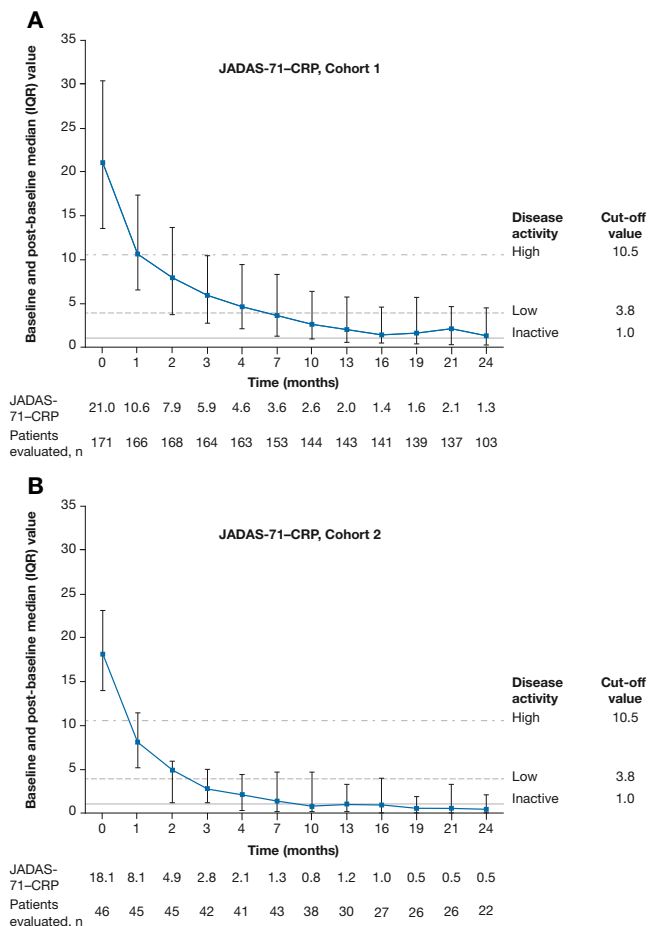 A
JADAS-71–CRP, Cohort 1
Baseline and post-baseline median (IQR) value
35
30
25
20
15
10
5
0
Disease activity Cut-off value
High 10.5
Low 3.8
Inactive 1.0
0 1 2 3 4 7 10 13 16 19 21 24
Time (months)
JADAS-
71–CRP 21.0 10.6 7.9 5.9 4.6 3.6 2.6 2.0 1.4 1.6 2.1 1.3
Patients
evaluated, n 171 166 168 164 163 153 144 143 141 139 137 103
B
JADAS-71–CRP, Cohort 2
Baseline and post-baseline median (IQR) value
35
30
25
20
15
10
5
0
Disease activity Cut-off value
High 10.5
Low 3.8
Inactive 1.0
0 1 2 3 4 7 10 13 16 19 21 24
Time (months)
JADAS-
71–CRP 18.1 8.1 4.9 2.8 2.1 1.3 0.8 1.2 1.0 0.5 0.5 0.5
Patients
evaluated, n 46 45 45 42 41 43 38 30 27 26 26 22